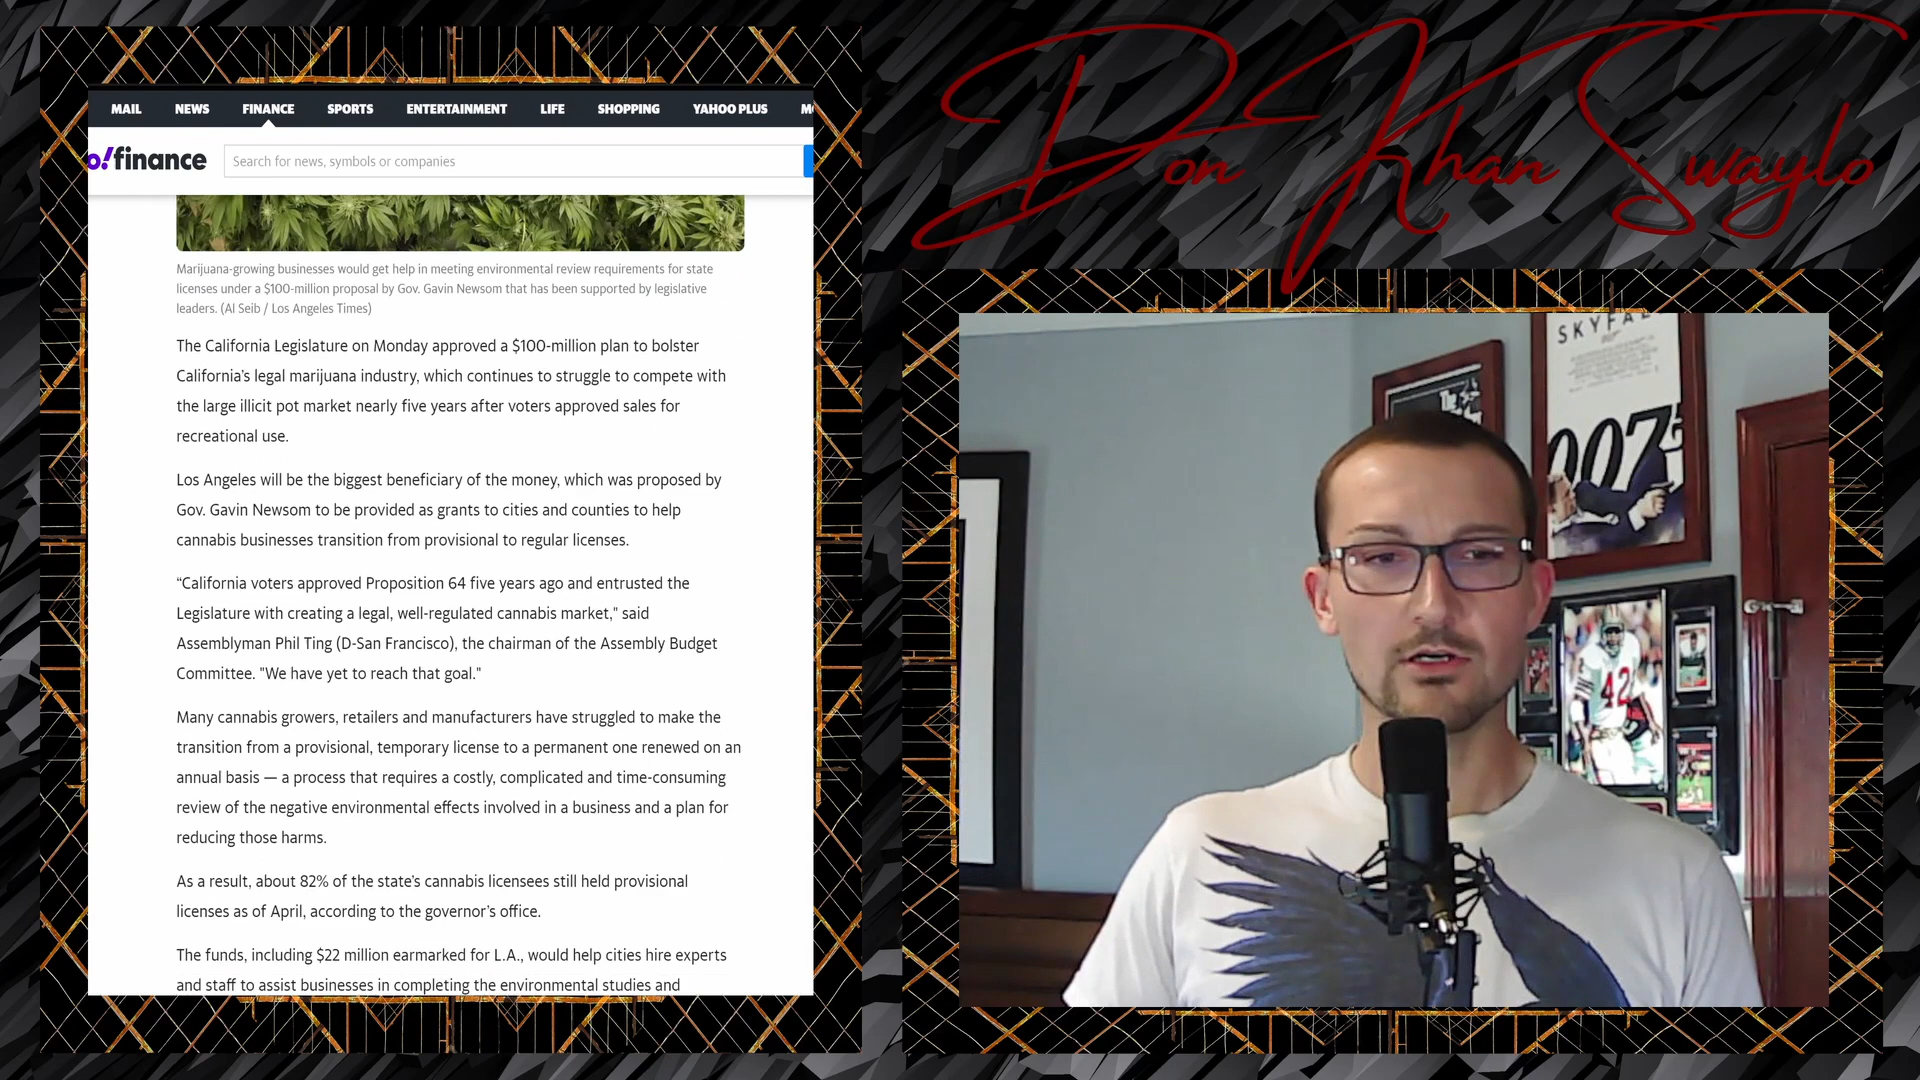 MAIL NEWS FINANCE SPORTS ENTERTAINMENT LIFE SHOPPING YAHOO PLUS
o!finance
Search for news, symbols or companies
Marijuana-growing businesses would get help in meeting environmental review requirements for state
licenses under a $100-million proposal by Gov. Gavin Newsom that has been supported by legislative
leaders. (Al Seib / Los Angeles Times)
The California Legislature on Monday approved a $100-million plan to bolster
California’s legal marijuana industry, which continues to struggle to compete with
the large illicit pot market nearly five years after voters approved sales for
recreational use.
Los Angeles will be the biggest beneficiary of the money, which was proposed by
Gov. Gavin Newsom to be provided as grants to cities and counties to help
cannabis businesses transition from provisional to regular licenses.
“California voters approved Proposition 64 five years ago and entrusted the
Legislature with creating a legal, well-regulated cannabis market," said
Assemblyman Phil Ting (D-San Francisco), the chairman of the Assembly Budget
Committee. "We have yet to reach that goal."
Many cannabis growers, retailers and manufacturers have struggled to make the
transition from a provisional, temporary license to a permanent one renewed on an
annual basis — a process that requires a costly, complicated and time-consuming
review of the negative environmental effects involved in a business and a plan for
reducing those harms.
As a result, about 82% of the state’s cannabis licensees still held provisional
licenses as of April, according to the governor’s office.
The funds, including $22 million earmarked for L.A., would help cities hire experts
and staff to assist businesses in completing the environmental studies and
Don Khan Swaylo
The
SKYFAL
007
42